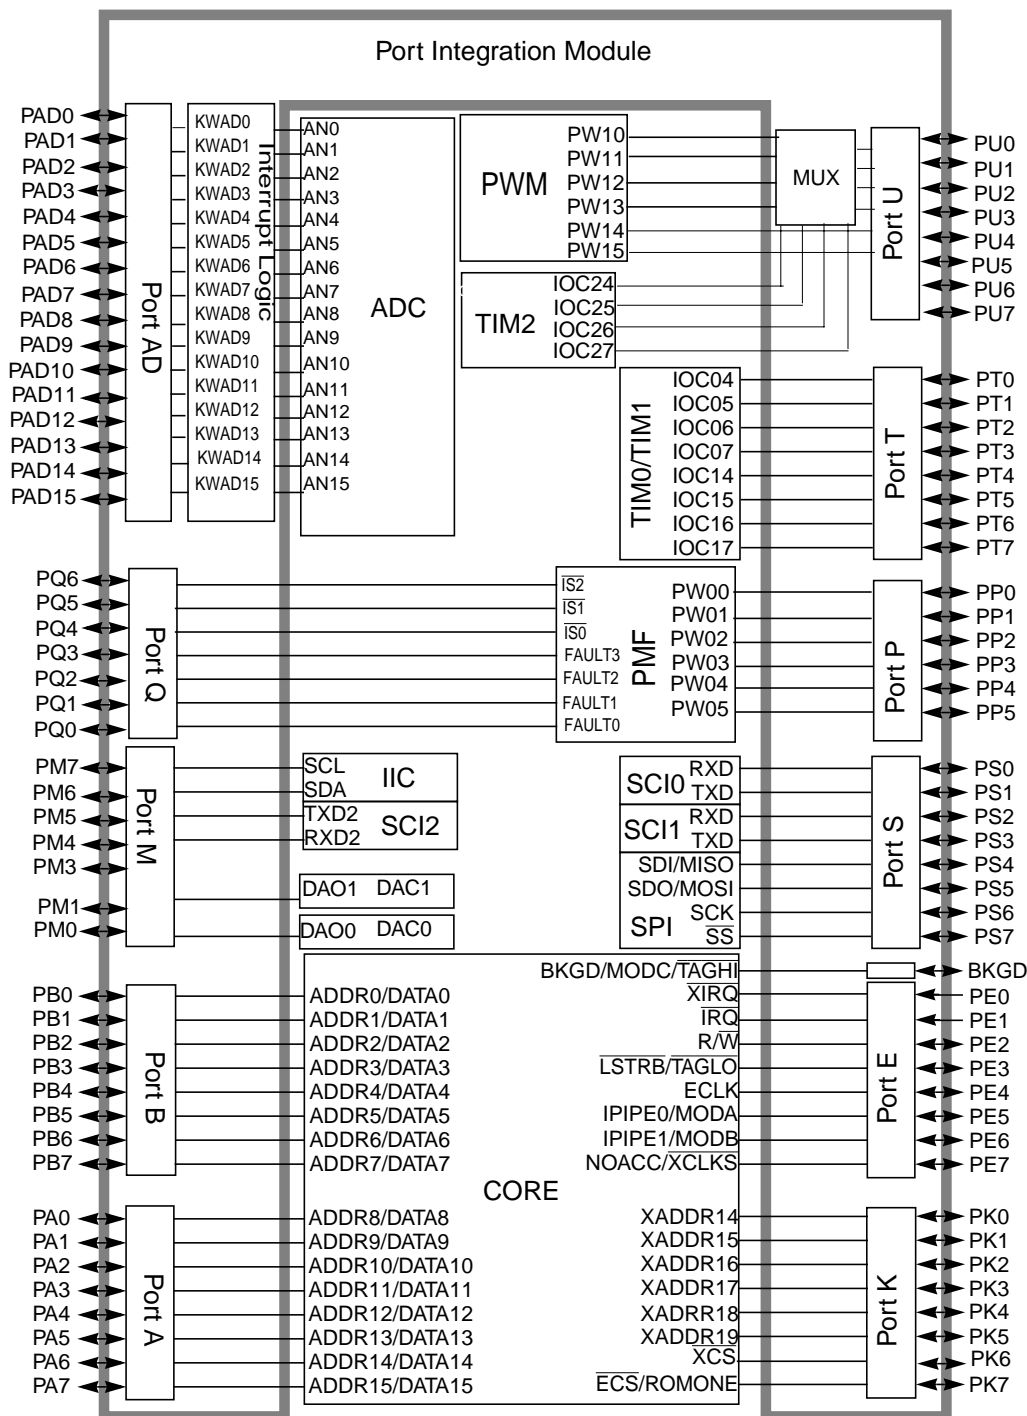 Port Integration Module
PAD0
PAD1
PAD2
PAD3
PAD4
PAD5
PAD6
PAD7
PAD8
PAD9
PAD10
PAD11
PAD12
PAD13
PAD14
PAD15
Port AD
KWAD0
KWAD1
KWAD2
KWAD3
KWAD4
KWAD5
KWAD6
KWAD7
KWAD8
KWAD9
KWAD10
KWAD11
KWAD12
KWAD13
KWAD14
KWAD15
Interrupt Logic
AN0
AN1
AN2
AN3
AN4
AN5
AN6
AN7
AN8
AN9
AN10
AN11
AN12
AN13
AN14
AN15
ADC
PWM
PW10
PW11
PW12
PW13
PW14
PW15
MUX
TIM2
IOC24
IOC25
IOC26
IOC27
Port U
PU0
PU1
PU2
PU3
PU4
PU5
PU6
PU7
TIM0/TIM1
IOC04
IOC05
IOC06
IOC07
IOC14
IOC15
IOC16
IOC17
Port T
PT0
PT1
PT2
PT3
PT4
PT5
PT6
PT7
PQ6
PQ5
PQ4
PQ3
PQ2
PQ1
PQ0
Port Q
IS2
IS1
IS0
FAULT3
FAULT2
FAULT1
FAULT0
PMF
PW00
PW01
PW02
PW03
PW04
PW05
Port P
PP0
PP1
PP2
PP3
PP4
PP5
PM7
PM6
PM5
PM4
PM3
PM1
PM0
Port M
SCL
SDA
IIC
TXD2
RXD2
SCI2
DAO1 DAC1
DAO0 DAC0
SCI0
RXD
TXD
SCI1
RXD
TXD
SDI/MISO
SDO/MOSI
SCK
SPI
SS
Port S
PS0
PS1
PS2
PS3
PS4
PS5
PS6
PS7
PB0
PB1
PB2
PB3
PB4
PB5
PB6
PB7
Port B
ADDR0/DATA0
ADDR1/DATA1
ADDR2/DATA2
ADDR3/DATA3
ADDR4/DATA4
ADDR5/DATA5
ADDR6/DATA6
ADDR7/DATA7
CORE
BKGD/MODC/TAGHI
XIRQ
IRQ
R/W
LSTRB/TAGLO
ECLK
IPIPE0/MODA
IPIPE1/MODB
NOACC/XCLKS
Port E
BKGD
PE0
PE1
PE2
PE3
PE4
PE5
PE6
PE7
PA0
PA1
PA2
PA3
PA4
PA5
PA6
PA7
Port A
ADDR8/DATA8
ADDR9/DATA9
ADDR10/DATA10
ADDR11/DATA11
ADDR12/DATA12
ADDR13/DATA13
ADDR14/DATA14
ADDR15/DATA15
XADDR14
XADDR15
XADDR16
XADDR17
XADRR18
XADDR19
XCS
ECS/ROMONE
Port K
PK0
PK1
PK2
PK3
PK4
PK5
PK6
PK7